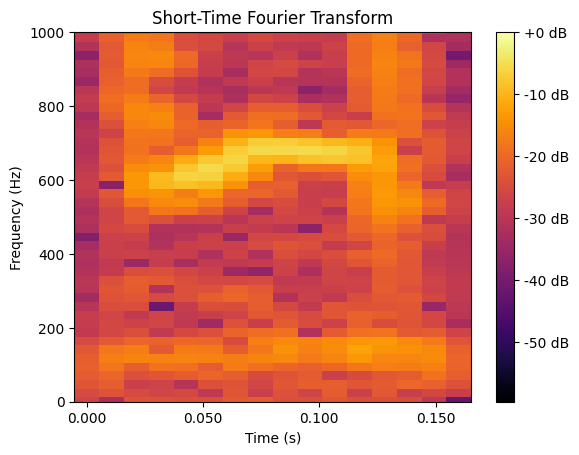 Short-Time Fourier Transform
1000
800
600
400
200
0
Frequency (Hz)
0.000
0.050
0.100
0.150
Time (s)
+0 dB
-10 dB
-20 dB
-30 dB
-40 dB
-50 dB